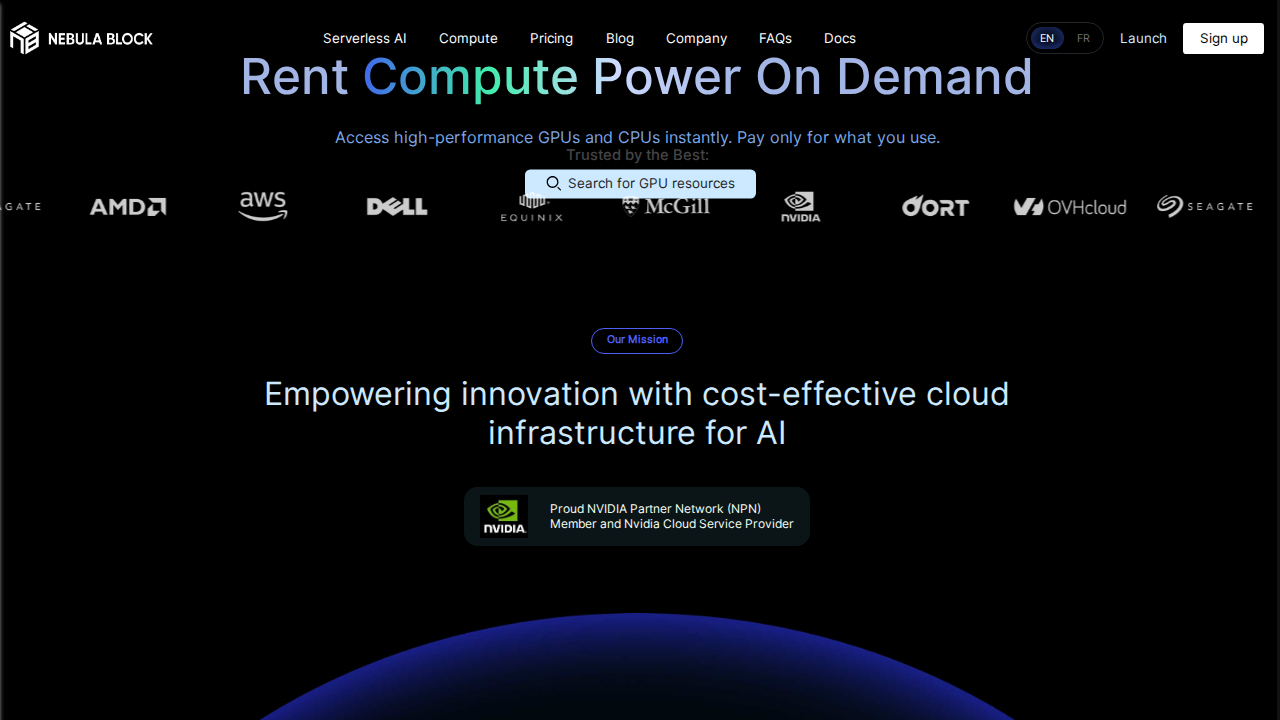 NEBULA BLOCK
Serverless AI
Compute
Pricing
Blog
Company
FAQs
Docs
EN
FR
Launch
Sign up
Rent Compute Power On Demand
Access high-performance GPUs and CPUs instantly. Pay only for what you use.
Trusted by the Best:
Search for GPU resources
AMD
aws
DELL
EQUINIX
McGill
NVIDIA
OORT
OVHcloud
SEAGATE
Our Mission
Empowering innovation with cost-effective cloud
infrastructure for AI
NVIDIA.
Proud NVIDIA Partner Network (NPN)
Member and Nvidia Cloud Service Provider